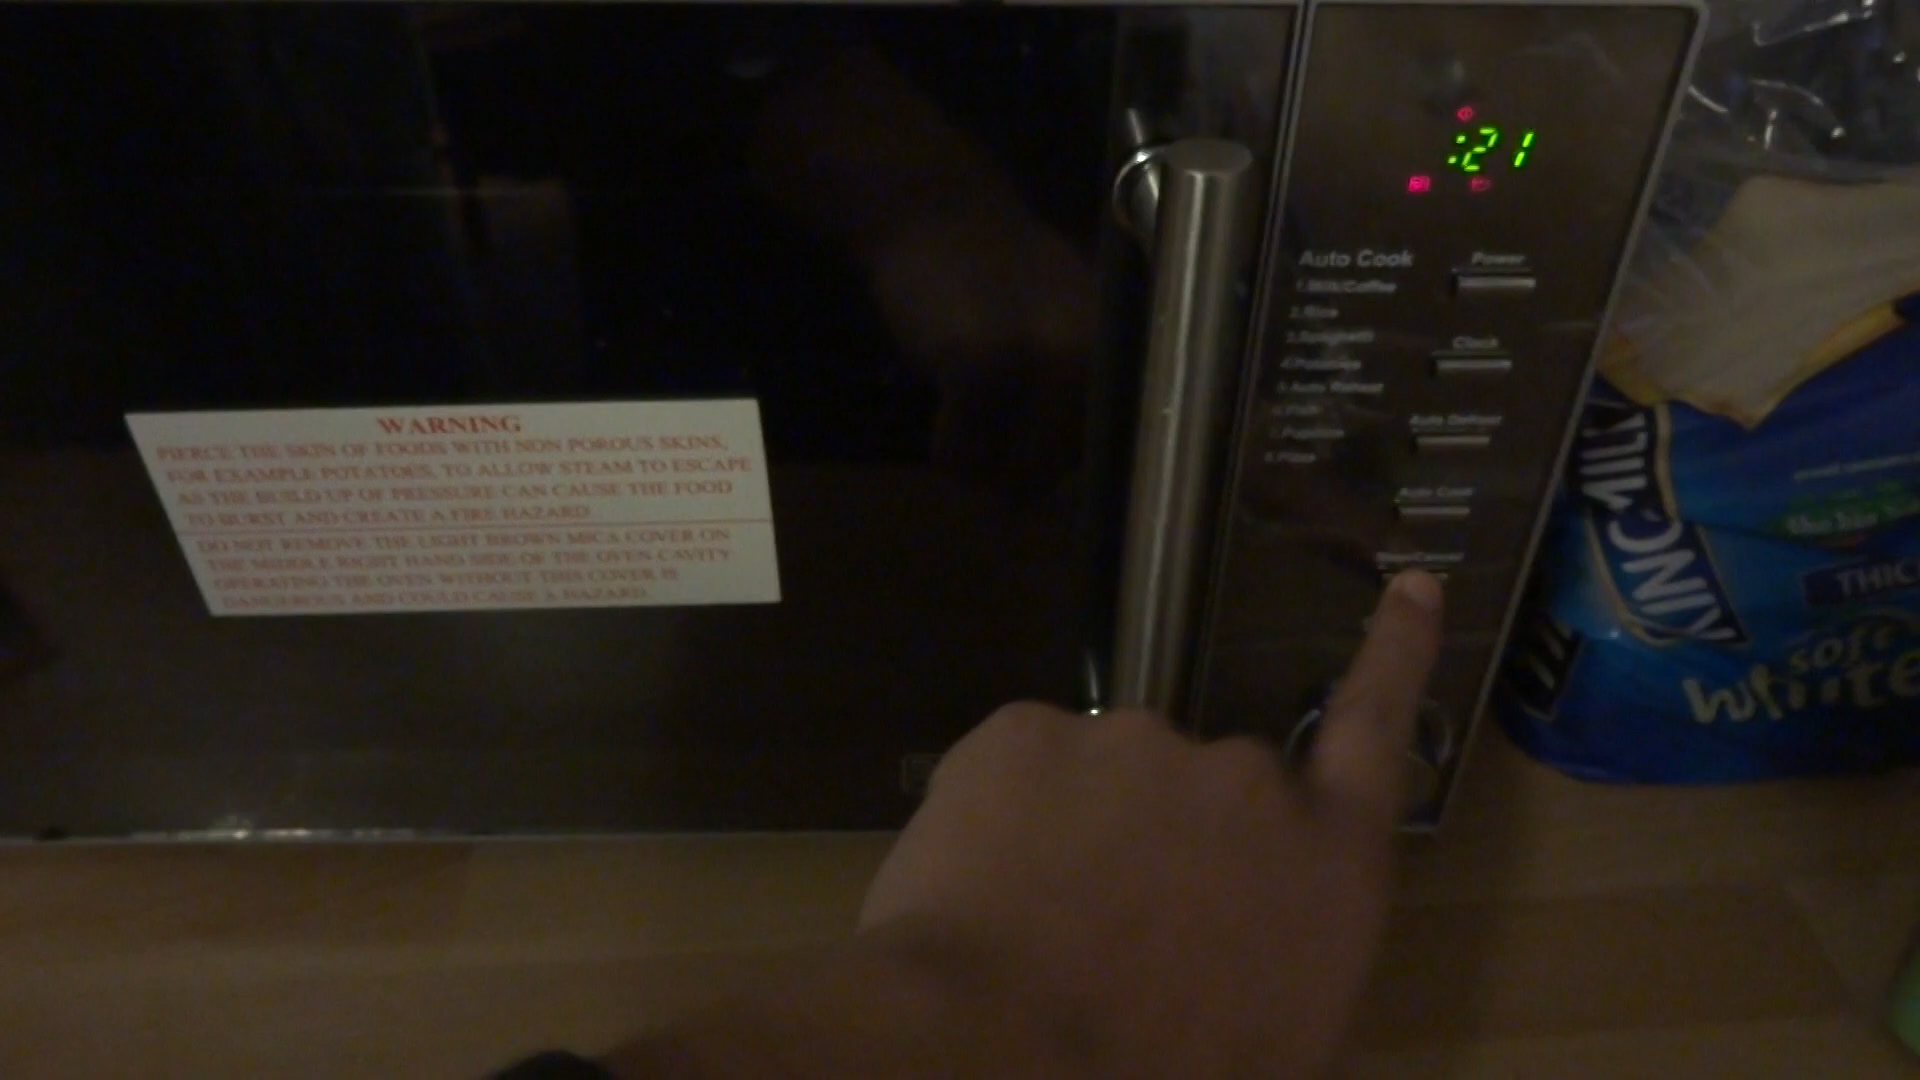 :21
Auto Cook
Power
1.Milk/Coffee
2.Rice
3.Spaghetti
Clock
4.Potatoes
5.Auto Reheat
Auto Defrost
8.Pizza
Auto Cook
Stop/Cancel
WARNING
PIERCE THE SKIN OF FOODS WITH NON POROUS SKINS,
FOR EXAMPLE POTATOES, TO ALLOW STEAM TO ESCAPE
AS THE BUILD UP OF PRESSURE CAN CAUSE THE FOOD
TO BURST AND CREATE A FIRE HAZARD.
DO NOT REMOVE THE LIGHT BROWN MICA COVER ON
THE MIDDLE RIGHT HAND SIDE OF THE OVEN CAVITY
OPERATING THE OVEN WITHOUT THIS COVER IS
DANGEROUS AND COULD CAUSE A HAZARD.
KINGSMILL
THIC
soft
white